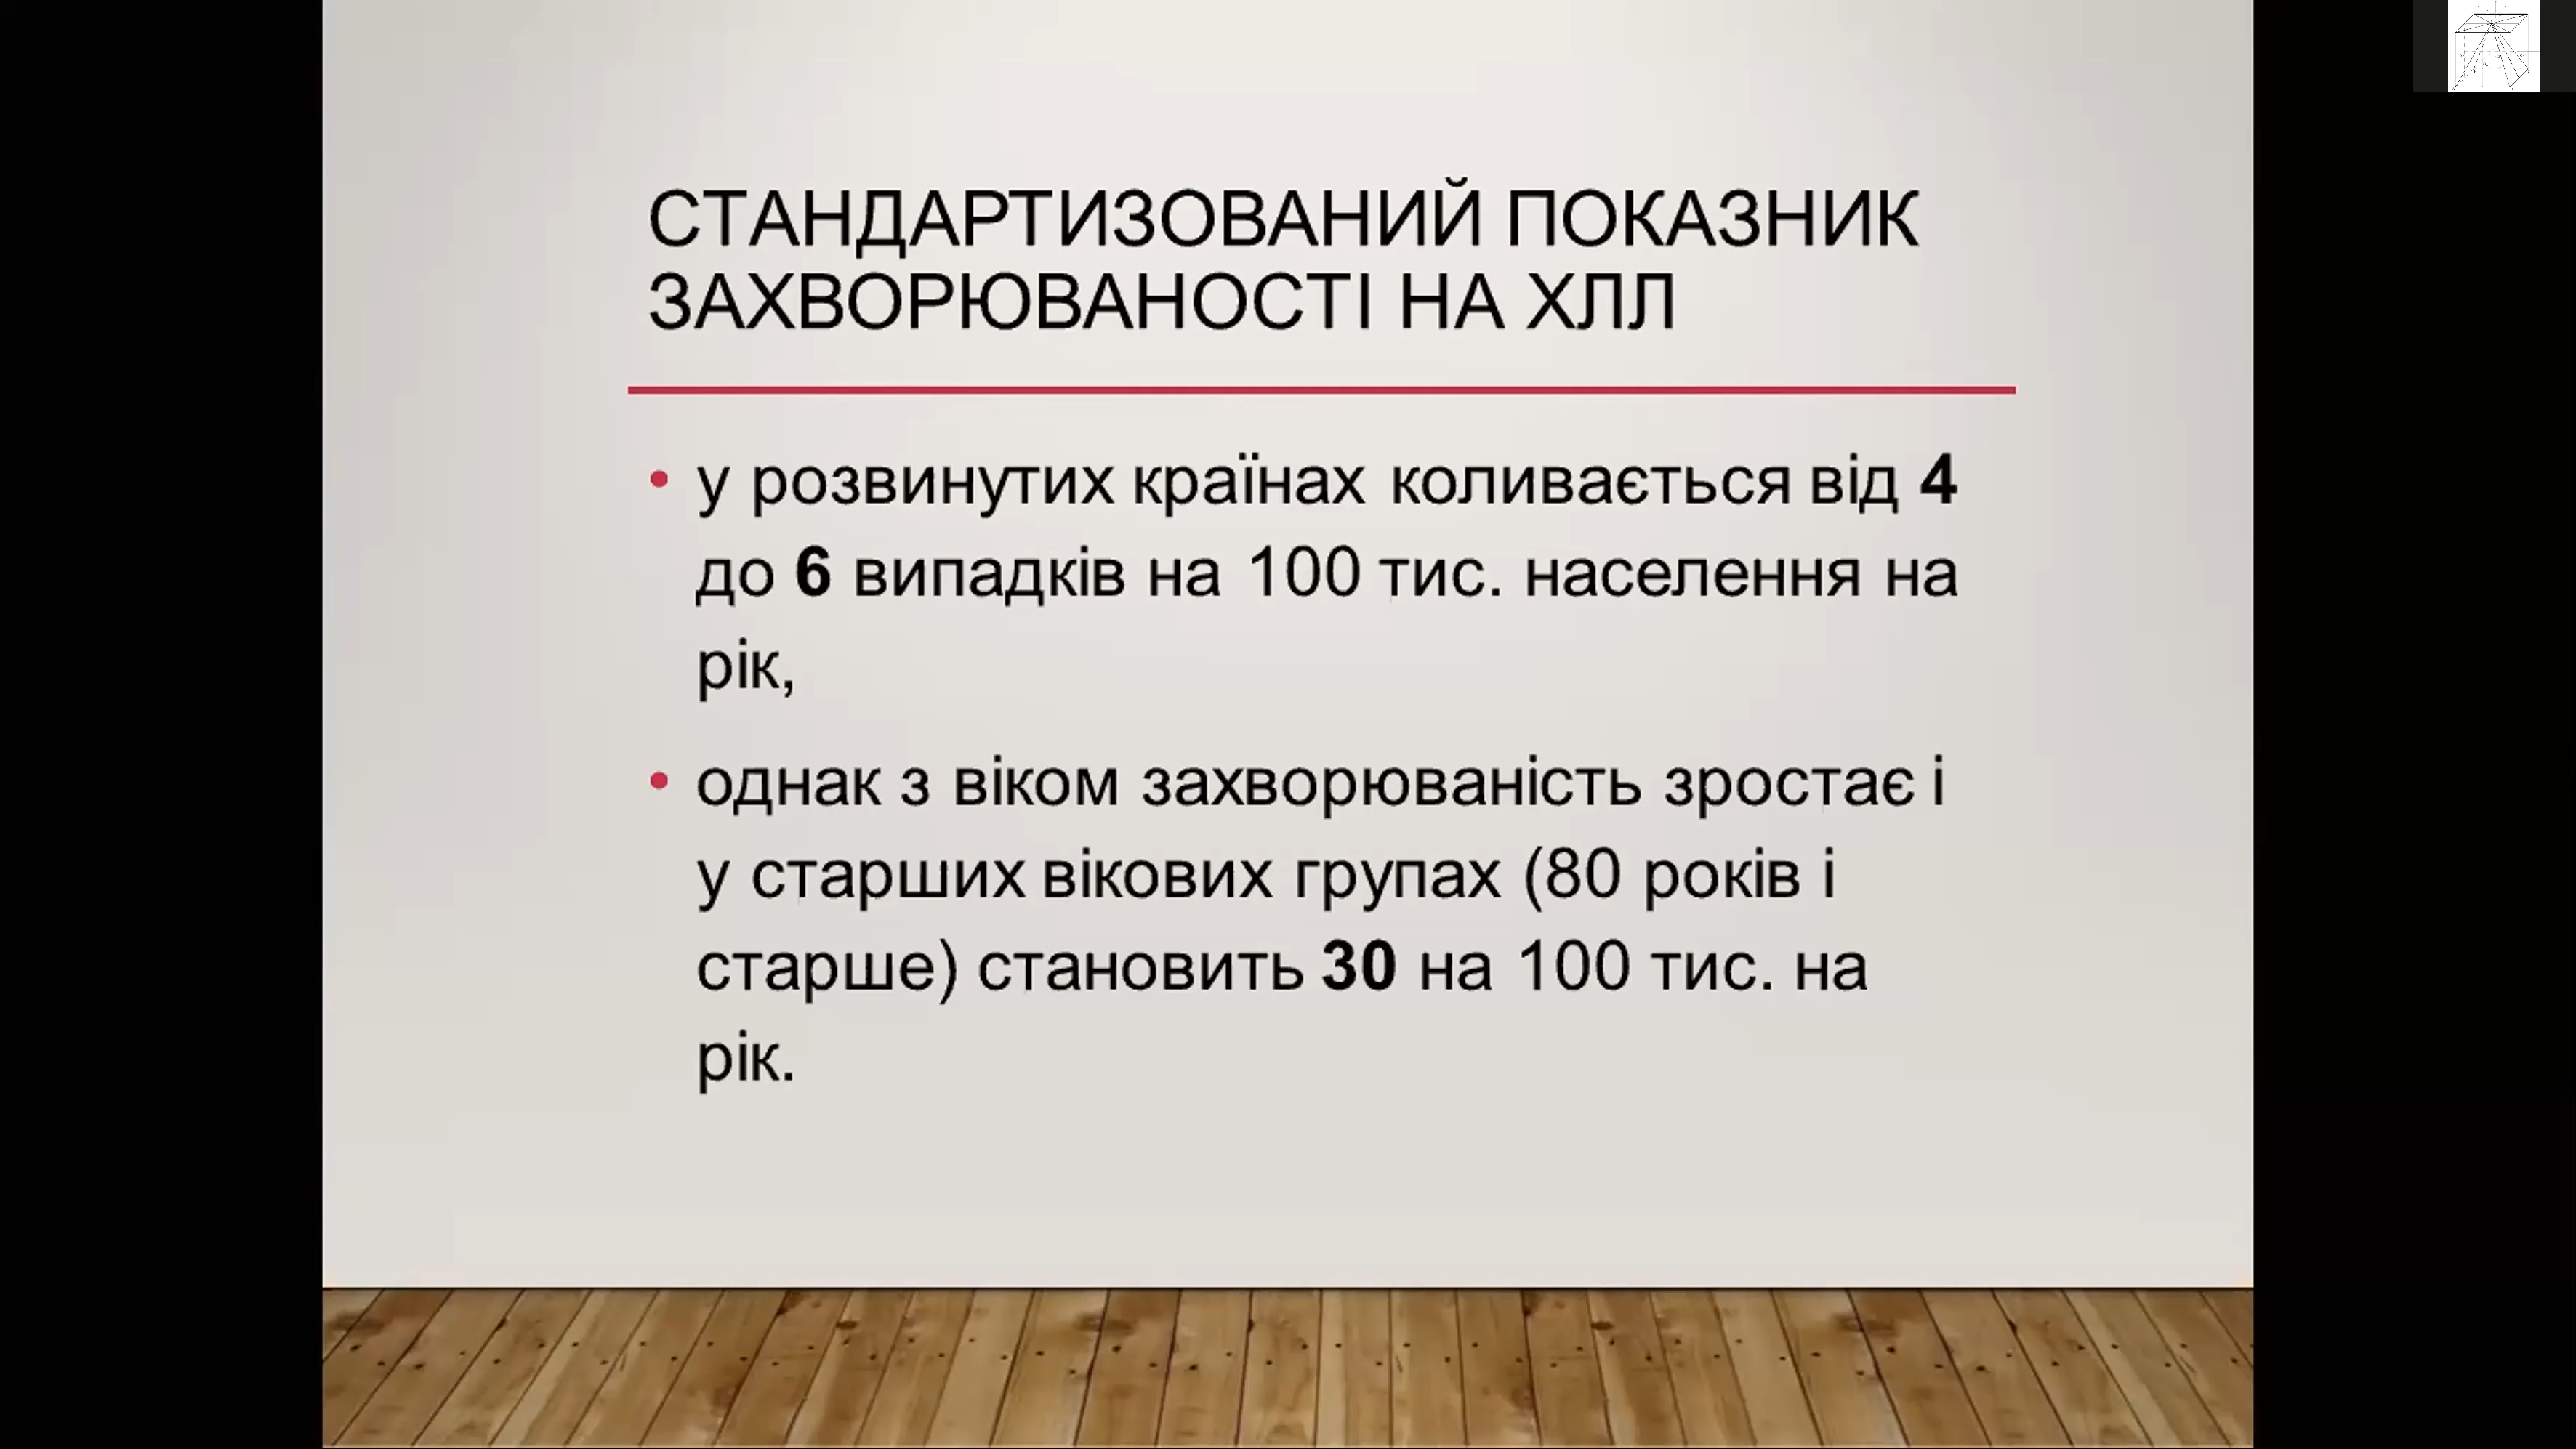 СТАНДАРТИЗОВАНИЙ ПОКАЗНИК
ЗАХВОРЮВАНОСТІ НА ХЛЛ
• у розвинутих країнах коливається від 4
до 6 випадків на 100 тис. населення на
рік,
• однак з віком захворюваність зростає і
у старших вікових групах (80 років і
старше) становить 30 на 100 тис. на
рік.